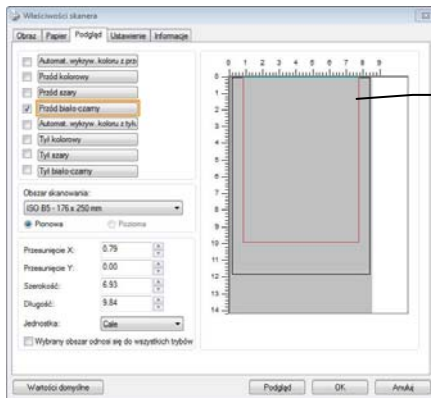 Właściwości skanera
Obraz Papier Podgląd Ustawienie Informacje
Automat. wykryw. koloru z prz
Przód kolorowy
Przód szary
Przód biało-czarny
Automat. wykryw. koloru z tyłu
Tył kolorowy
Tył szary
Tył biało-czarny
Obszar skanowania:
ISO B5 - 176 x 250 mm
Pionowa Pozioma
Przesunięcie X: 0.79
Przesunięcie Y: 0.00
Szerokość: 6.93
Długość: 9.84
Jednostka: Cale
Wybrany obszar odnosi się do wszystkich trybów
0 1 2 3 4 5 6 7 8 9
0
1
2
3
4
5
6
7
8
9
10
11
12
13
14
Wartości domyślne Podgląd OK Anuluj